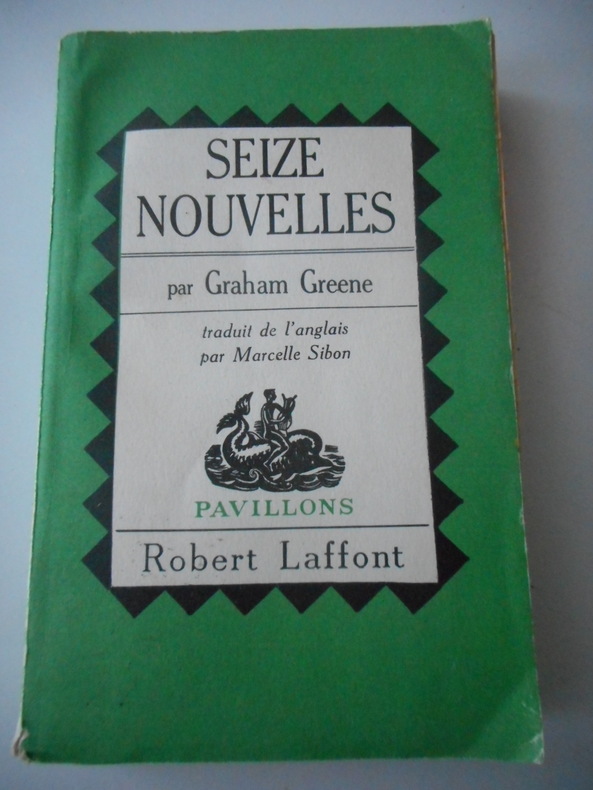 SEIZE
NOUVELLES
par Graham Greene
traduit de l'anglais
par Marcelle Sibon
PAVILLONS
Robert Laffont